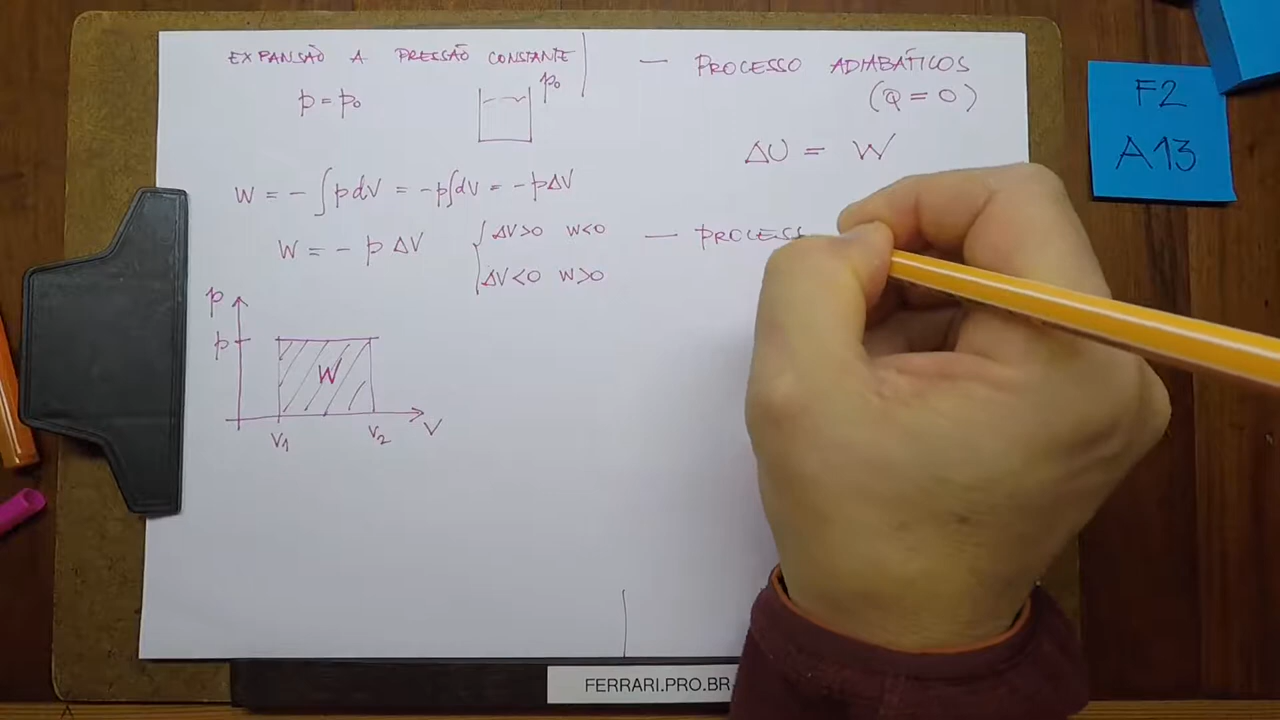 EXPANSÃO A PRESSÃO CONSTANTE
p = p₀
p₀
W = - ∫ p dV = -p∫dV = -pΔV
W = - p ΔV
ΔV>0 W<0
ΔV<0 W>0
p
p
W
V₁ V₂ V
— PROCESSO ADIABÁTICOS
(Q = 0)
ΔU = W
— PROCESS
F2
A13
FERRARI.PRO.BR